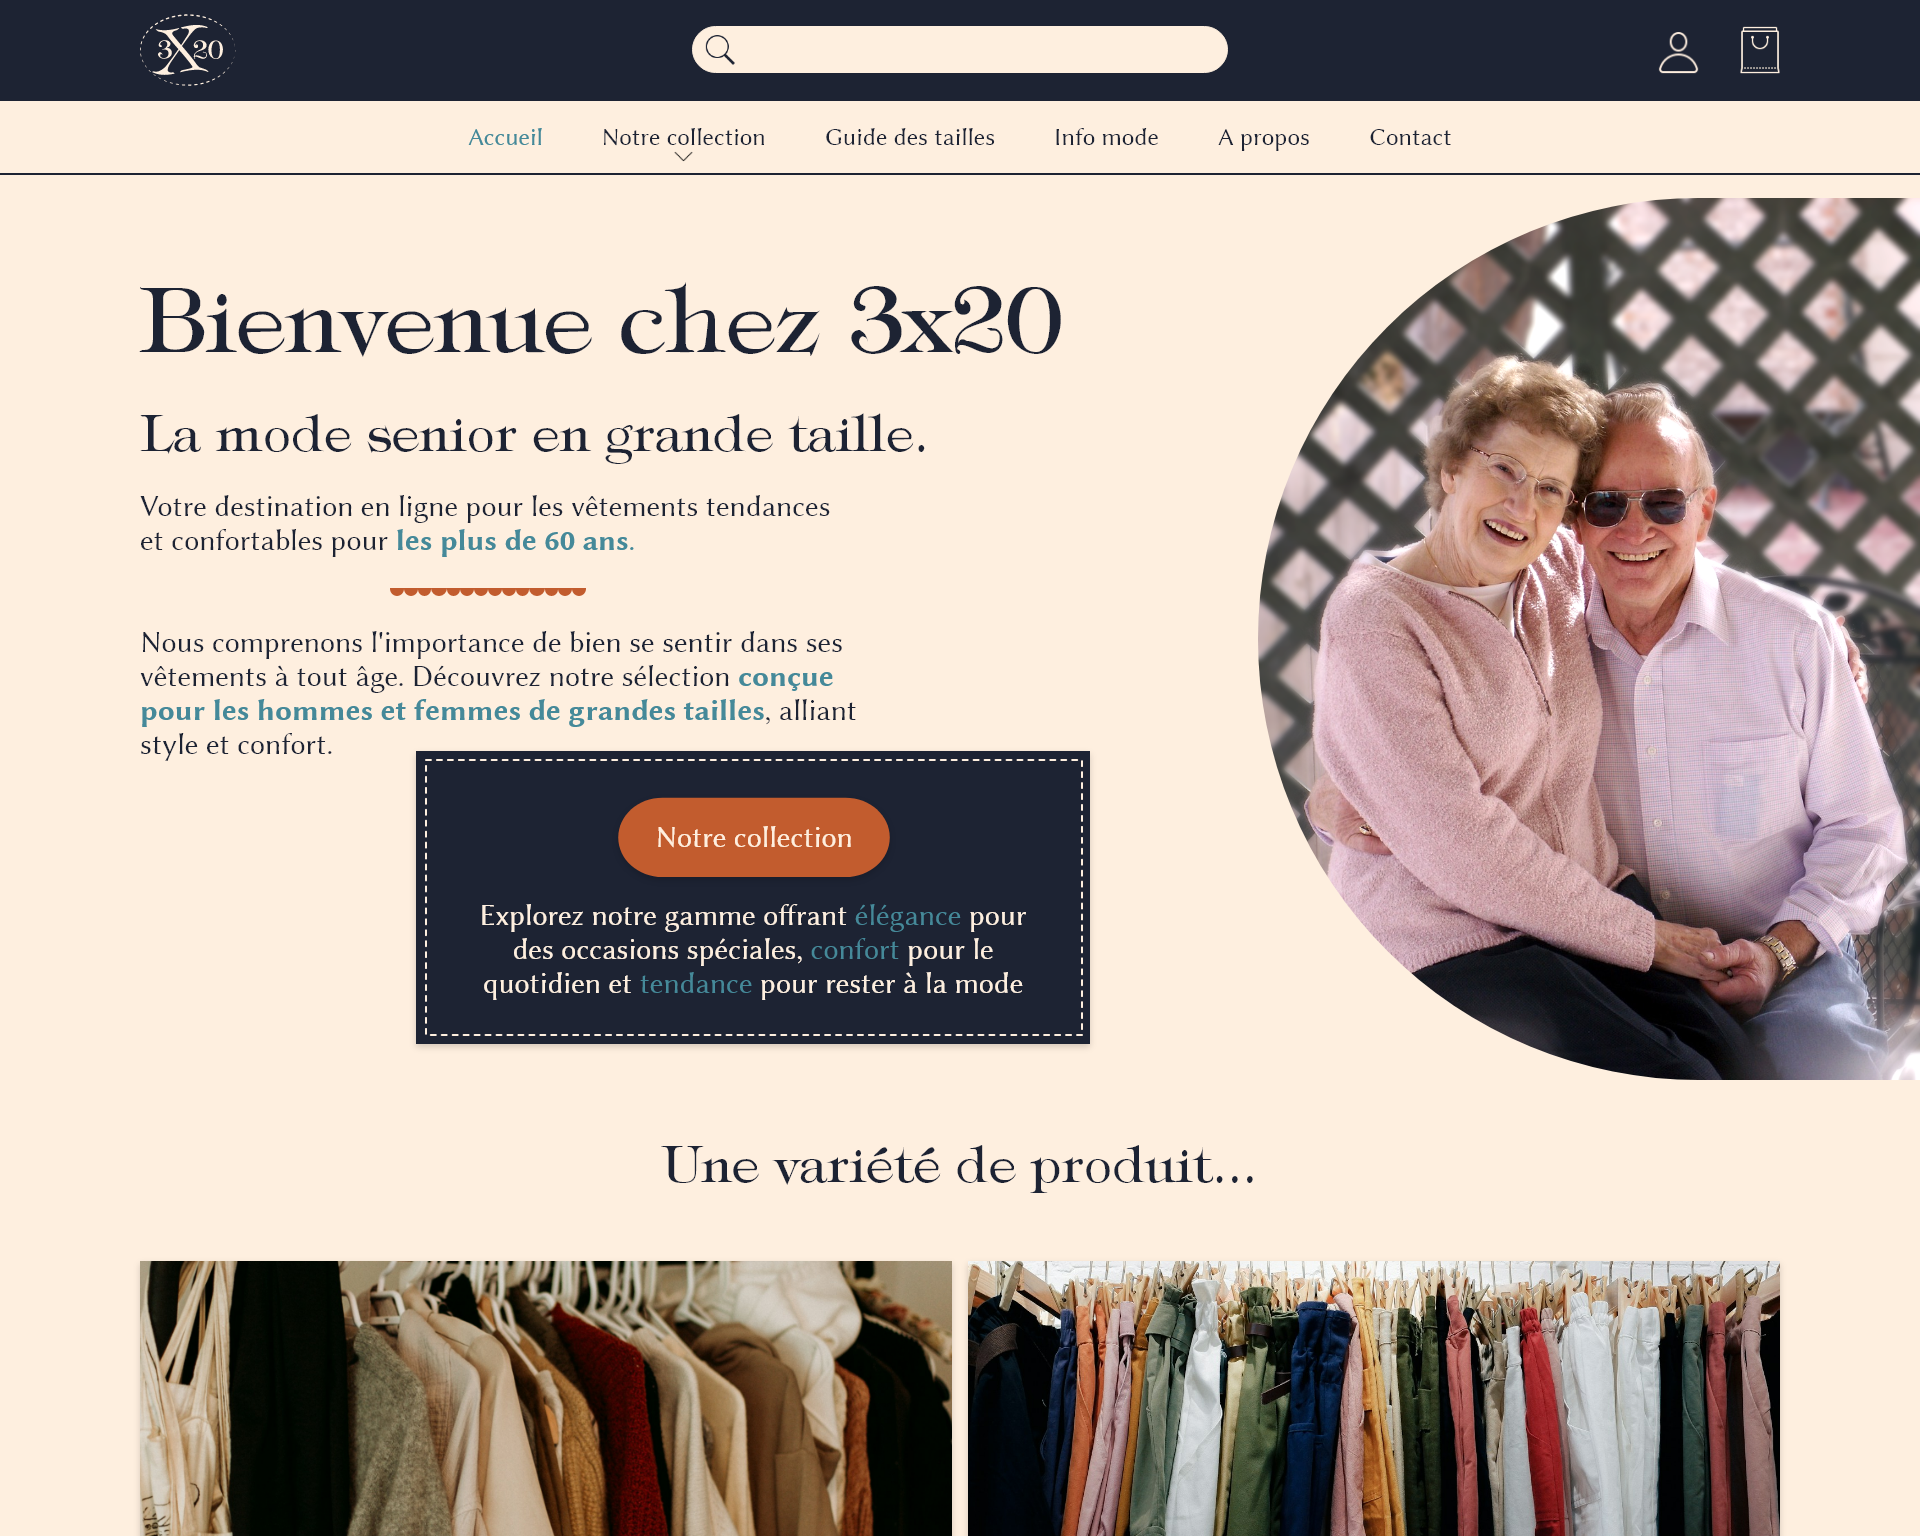 3X20
Accueil
Notre collection
Guide des tailles
Info mode
A propos
Contact
Bienvenue chez 3x20
La mode senior en grande taille.
Votre destination en ligne pour les vêtements tendances
et confortables pour les plus de 60 ans.
Nous comprenons l'importance de bien se sentir dans ses
vêtements à tout âge. Découvrez notre sélection conçue
pour les hommes et femmes de grandes tailles, alliant
style et confort.
Notre collection
Explorez notre gamme offrant élégance pour
des occasions spéciales, confort pour le
quotidien et tendance pour rester à la mode
Une variété de produit...